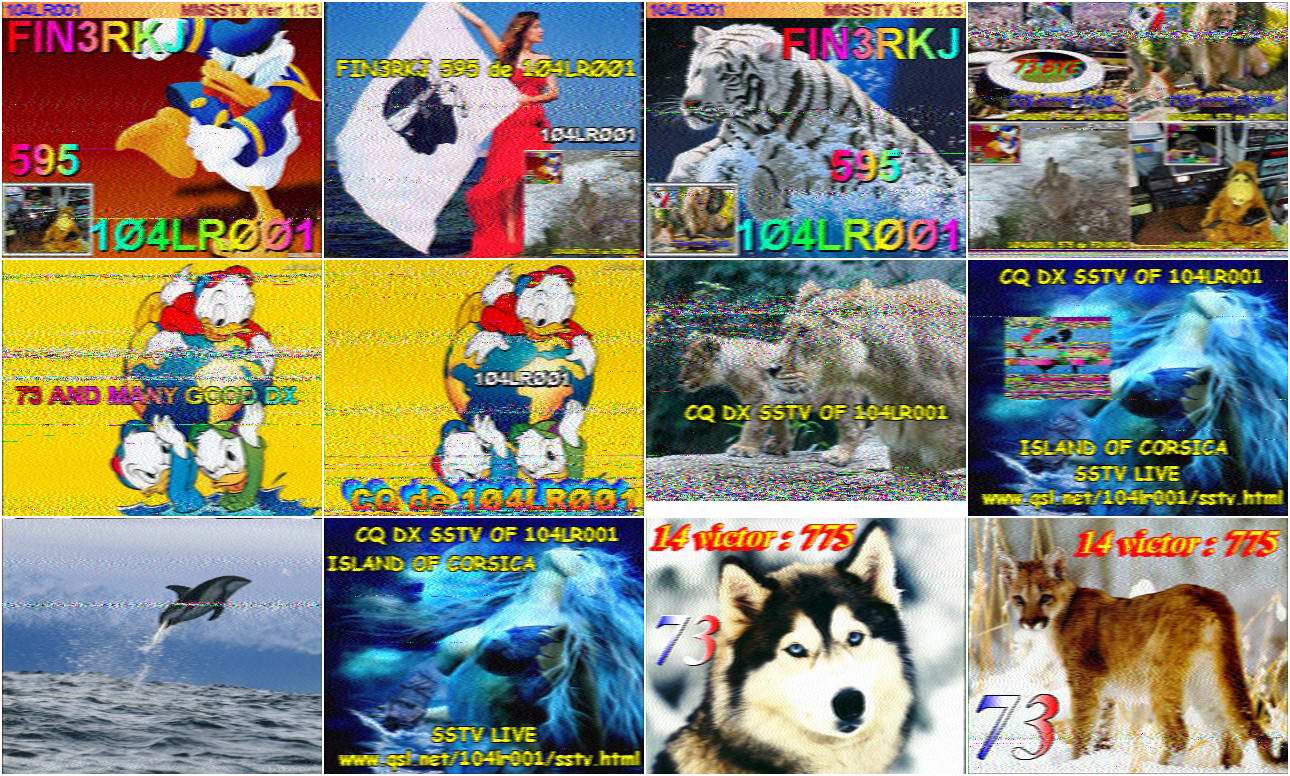 104LR001 MMSSTV Ver 1.13
FIN3RKJ
595
1Ø4LRØØ1
FIN3RKJ 595 de 1Ø4LRØØ1
1Ø4LRØØ1
104LR001 MMSSTV Ver 1.13
FIN3RKJ
595
1Ø4LRØØ1
73 BYE
73 AND MANY GOOD DX
1Ø4LRØØ1
CQ de 1Ø4LRØØ1
CQ DX SSTV OF 104LR001
CQ DX SSTV OF 104LR001
ISLAND OF CORSICA
SSTV LIVE
www.qsl.net/104lr001/sstv.html
CQ DX SSTV OF 104LR001
ISLAND OF CORSICA
SSTV LIVE
www.qsl.net/104lr001/sstv.html
14 victor : 775
73
14 victor : 775
73